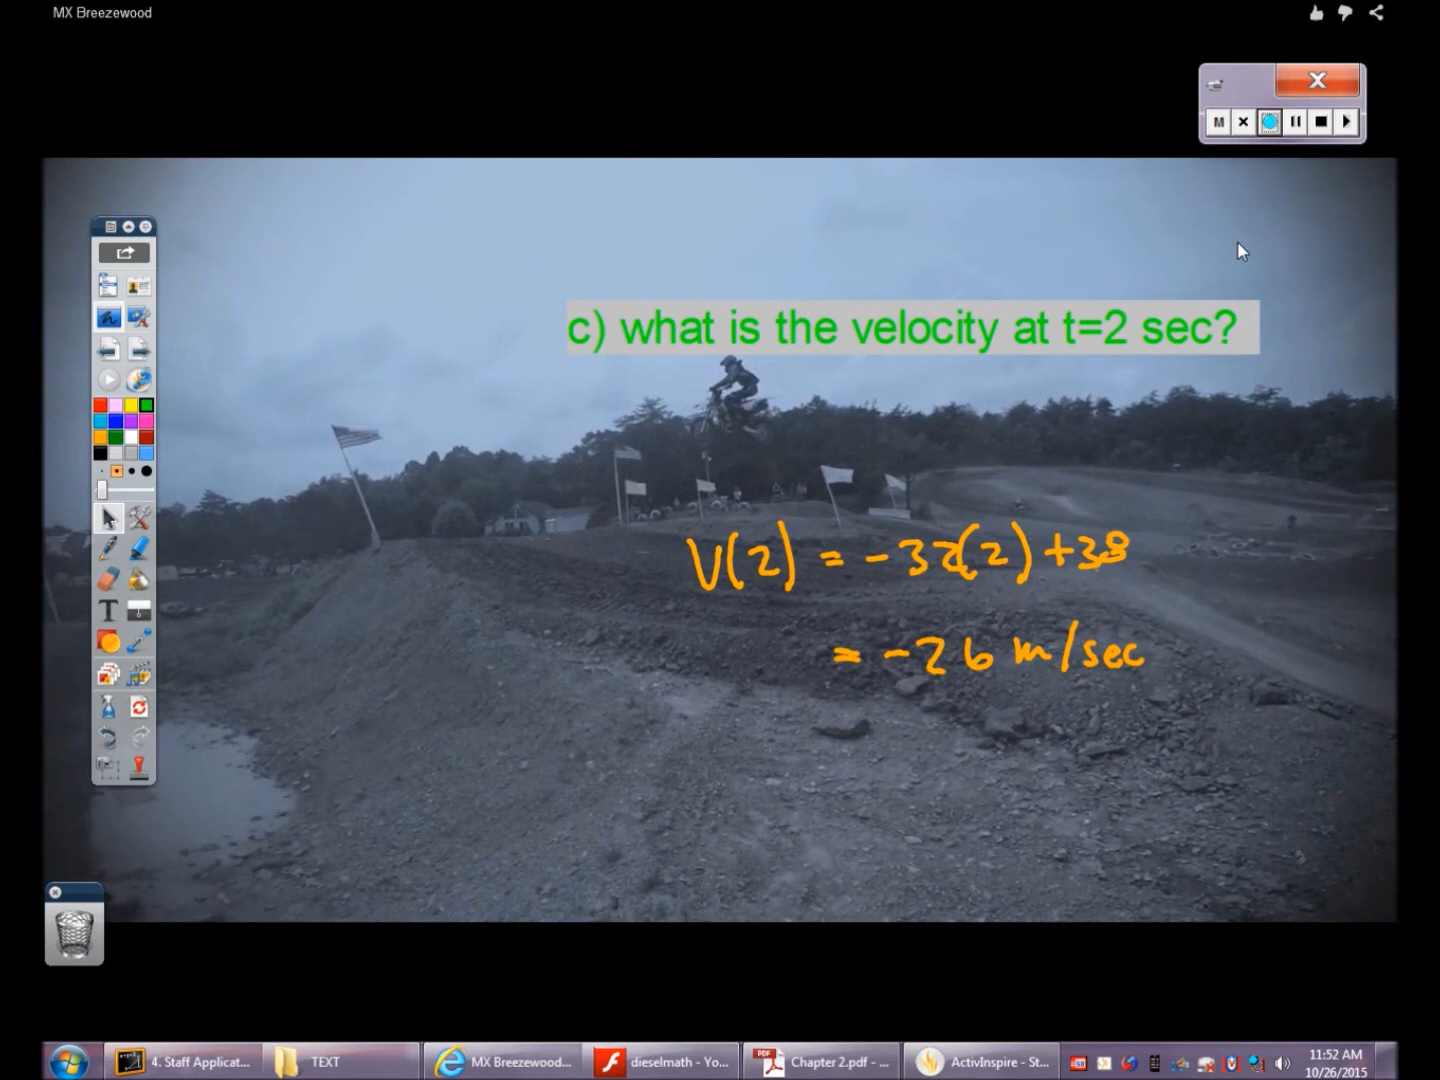 MX Breezewood
M
c) what is the velocity at t=2 sec?
V(2) = -32(2) +38
= -26 m/sec
T
4. Staff Applicat...
TEXT
MX Breezewood...
dieselmath - Yo...
PDF
Chapter 2.pdf - ...
ActivInspire - St...
11:52 AM
10/26/2015